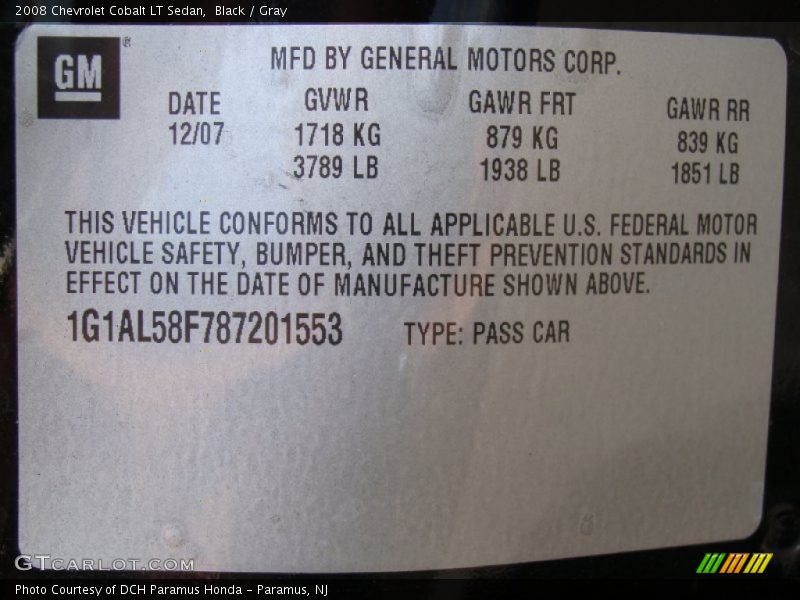 2008 Chevrolet Cobalt LT Sedan, Black / Gray
GM ®
MFD BY GENERAL MOTORS CORP.
DATE GVWR GAWR FRT GAWR RR
12/07 1718 KG 879 KG 839 KG
3789 LB 1938 LB 1851 LB
THIS VEHICLE CONFORMS TO ALL APPLICABLE U.S. FEDERAL MOTOR
VEHICLE SAFETY, BUMPER, AND THEFT PREVENTION STANDARDS IN
EFFECT ON THE DATE OF MANUFACTURE SHOWN ABOVE.
1G1AL58F787201553 TYPE: PASS CAR
GTCARLOT.COM
Photo Courtesy of DCH Paramus Honda - Paramus, NJ